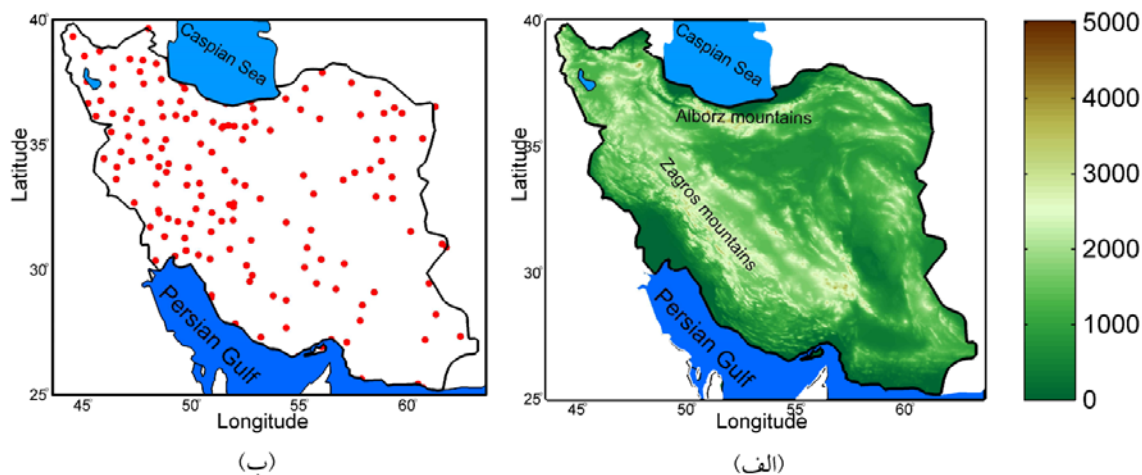 40°
35°
30°
25°
45°
50°
55°
60°
Latitude
Longitude
Caspian Sea
Persian Gulf
(ب)
40°
35°
30°
25°
45°
50°
55°
60°
Latitude
Longitude
Caspian Sea
Alborz mountains
Zagros mountains
Persian Gulf
(الف)
5000
4000
3000
2000
1000
0